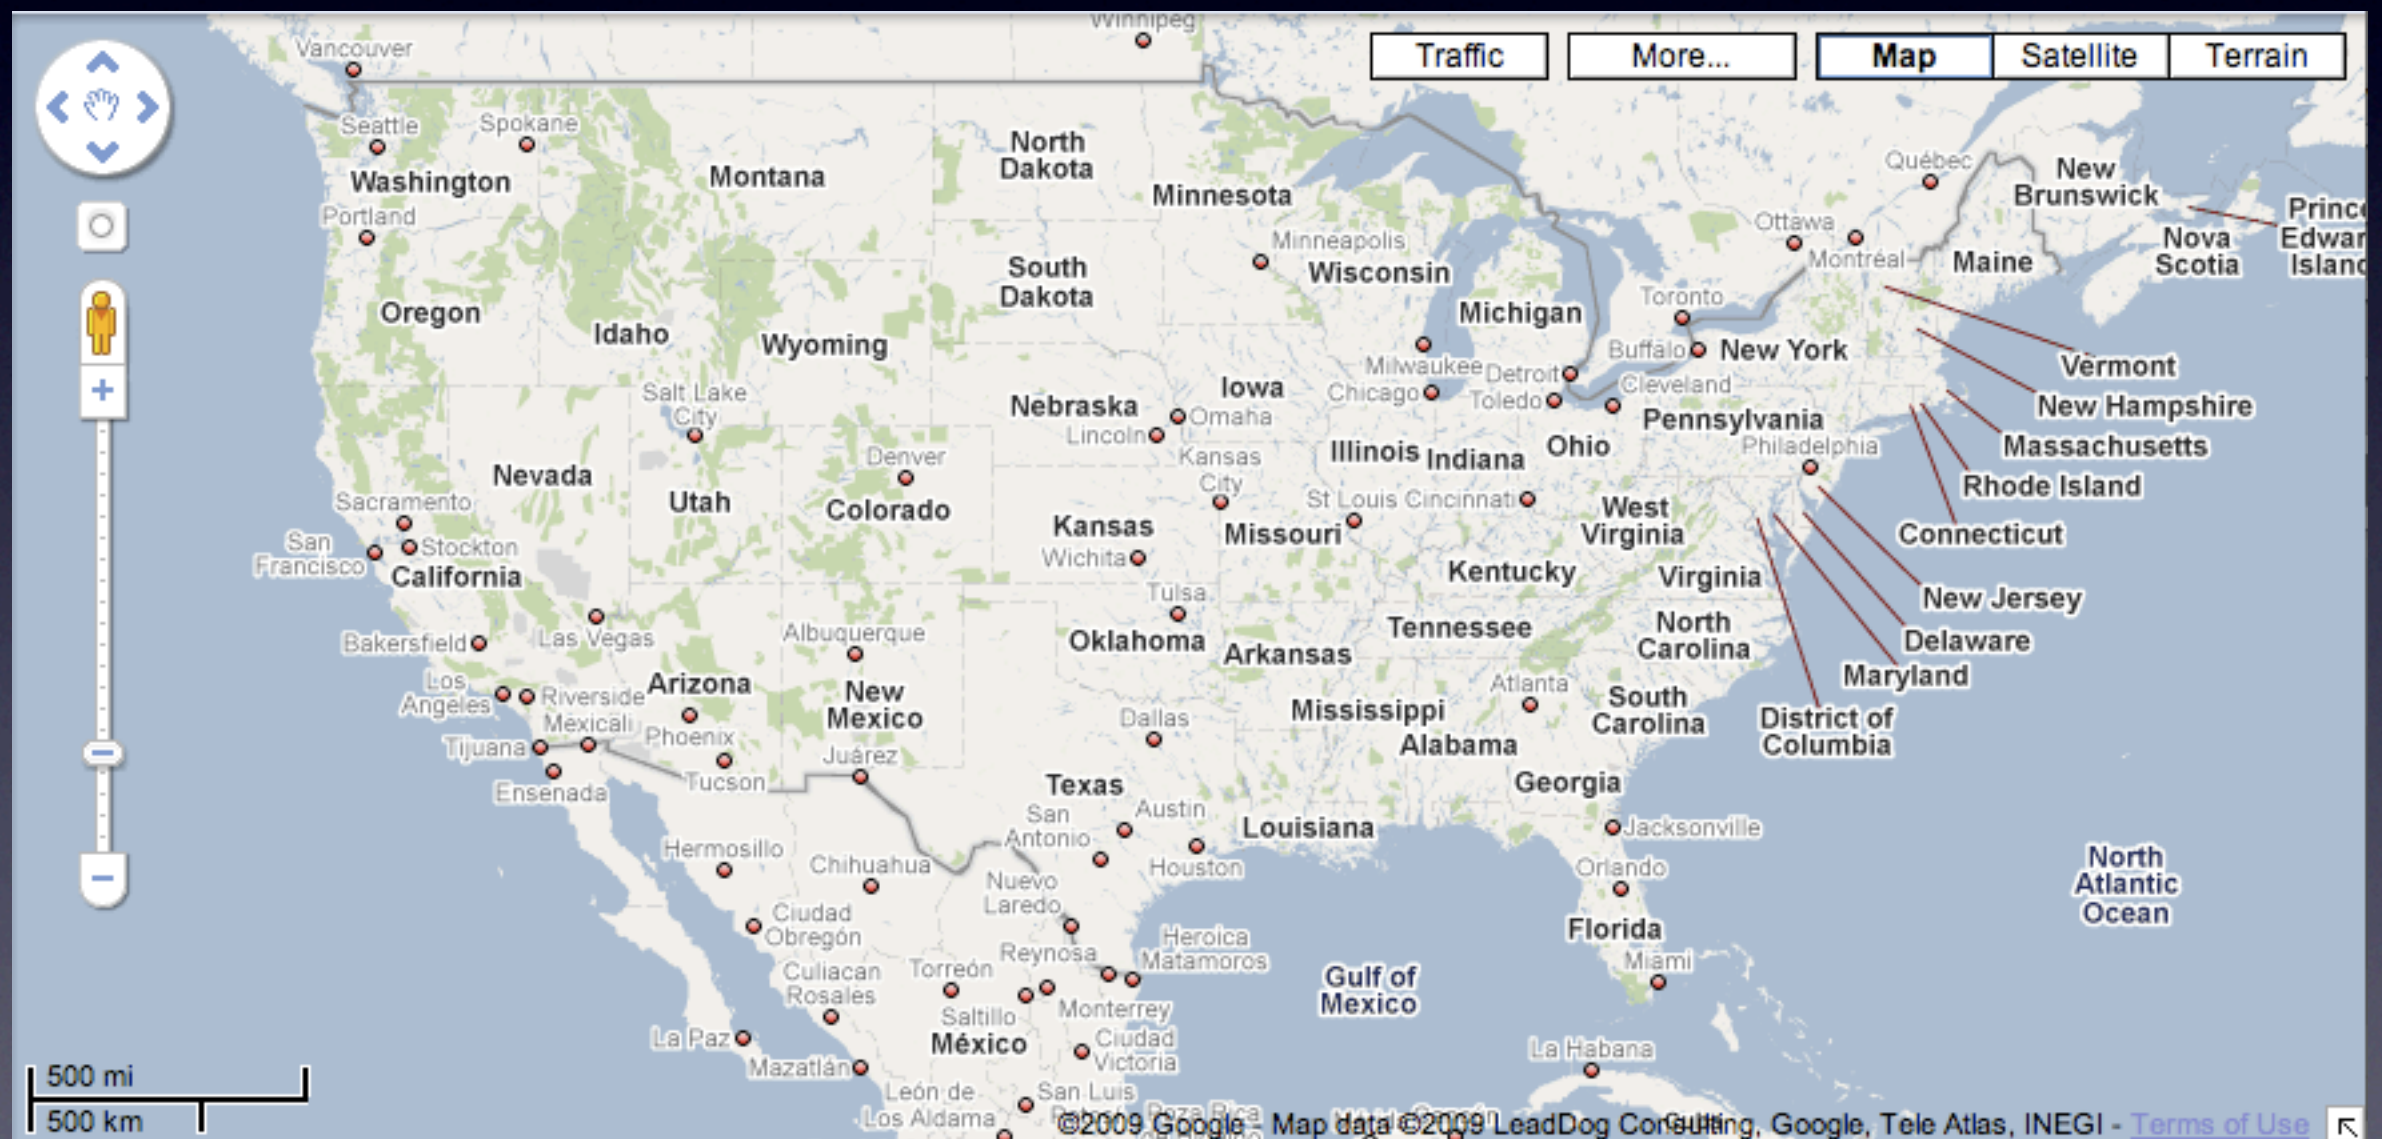 Winnipeg
Vancouver
Traffic
More...
Map
Satellite
Terrain
Seattle
Spokane
Washington
Montana
North
Dakota
Minnesota
Québec
New
Brunswick
Portland
Ottawa
Montréal
Maine
Nova
Scotia
Prince
Edwar
Islanc
Minneapolis
Wisconsin
South
Dakota
Oregon
Idaho
Wyoming
Michigan
Toronto
Buffalo
New York
Vermont
Milwaukee
Detroit
Cleveland
Salt Lake
City
Nebraska
Iowa
Omaha
Lincoln
Chicago
Toledo
Pennsylvania
Philadelphia
New Hampshire
Massachusetts
Rhode Island
Connecticut
Nevada
Utah
Denver
Colorado
Kansas
City
Illinois
Indiana
Ohio
Sacramento
San
Francisco
Stockton
California
Kansas
Wichita
Missouri
St Louis
Cincinnati
West
Virginia
Kentucky
Virginia
New Jersey
Delaware
Maryland
District of
Columbia
Tulsa
Oklahoma
Arkansas
Tennessee
North
Carolina
Bakersfield
Las Vegas
Albuquerque
Los
Angeles
Riverside
Mexicali
Arizona
Phoenix
New
Mexico
Dallas
Mississippi
Alabama
Atlanta
South
Carolina
Tijuana
Ensenada
Tucson
Juárez
Texas
Georgia
San
Antonio
Austin
Houston
Louisiana
Jacksonville
Hermosillo
Chihuahua
Nuevo
Laredo
Orlando
Florida
Miami
North
Atlantic
Ocean
Ciudad
Obregón
Culiacan
Rosales
Torreón
Reynosa
Heroica
Matamoros
Gulf of
Mexico
Saltillo
Monterrey
México
La Paz
Mazatlán
Ciudad
Victoria
La Habana
León de
Los Aldama
San Luis
500 mi
500 km
©2009 Google - Map data ©2009 LeadDog Consulting, Google, Tele Atlas, INEGI - Terms of Use